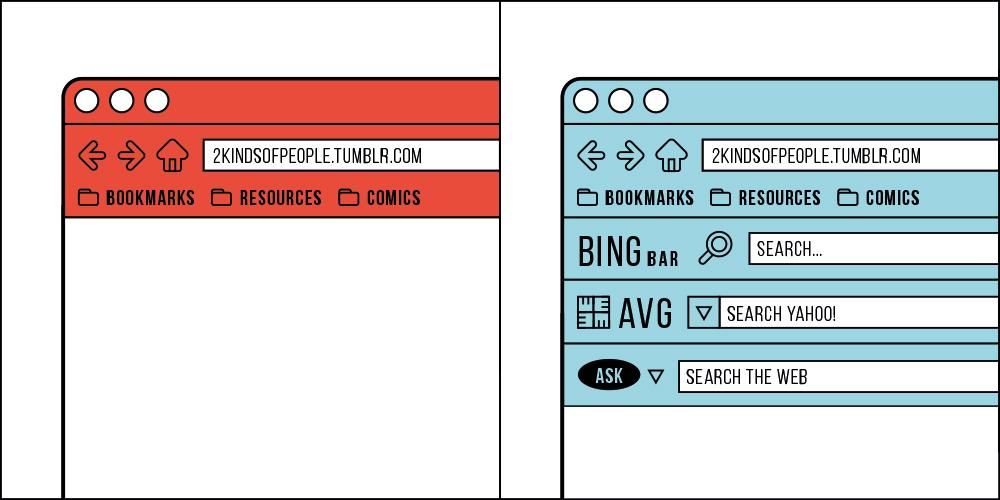 2KINDSOFPEOPLE.TUMBLR.COM
BOOKMARKS RESOURCES COMICS
2KINDSOFPEOPLE.TUMBLR.COM
BOOKMARKS RESOURCES COMICS
BING BAR SEARCH...
AVG SEARCH YAHOO!
ASK SEARCH THE WEB